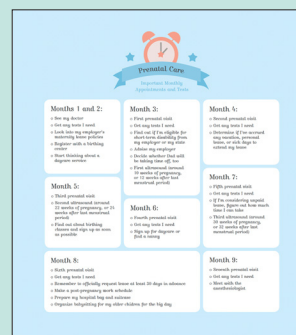 Prenatal Care
Important Monthly
Appointments and Tests
Months 1 and 2:
See my doctor
Get any tests I need
Look into my employer's
maternity leave policies
Register with a birthing
center
Start thinking about a
daycare service
Month 3:
First prenatal visit
Get any tests I need
Find out if I'm eligible for
short-term disability from
my employer or my state
Advise my employer
Decide whether Dad will
be taking time off, too
First ultrasound (around
10 weeks of pregnancy,
or 12 weeks after last
menstrual period)
Month 4:
Second prenatal visit
Get any tests I need
Determine if I've accrued
any vacation, personal
leave, or sick days to
extend my leave
Month 5:
Third prenatal visit
Second ultrasound (around
22 weeks of pregnancy, or 24
weeks after last menstrual
period)
Find out about birthing
classes and sign up as soon
as possible
Month 6:
Fourth prenatal visit
Get any tests I need
Sign up for daycare or
find a nanny
Month 7:
Fifth prenatal visit
Get any tests I need
If I'm considering unpaid
leave, figure out how much
time I can take
Third ultrasound (around
30 weeks of pregnancy,
or 32 weeks after last
menstrual period)
Month 8:
Sixth prenatal visit
Get any tests I need
Remember to officially request leave at least 30 days in advance
Make a post-pregnancy work schedule
Prepare my hospital bag and suitcase
Organize babysitting for my older children for the big day
Month 9:
Seventh prenatal visit
Get any tests I need
Meet with the
anesthesiologist